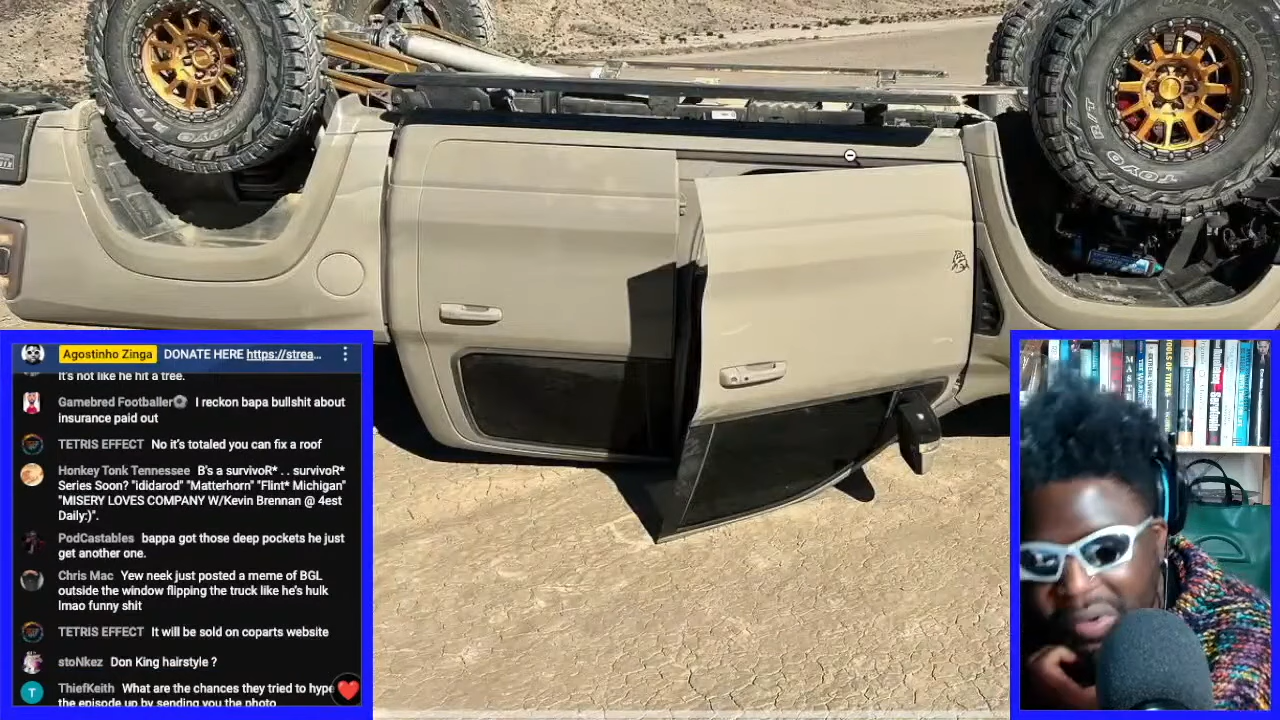 TOYO
R/T
TOYO
Agostinho Zinga DONATE HERE https://strea...
It's not like he hit a tree.
Gamebred Footballer I reckon bapa bullshit about
insurance paid out
TETRIS EFFECT No it's totaled you can fix a roof
Honkey Tonk Tennessee B's a survivoR* . . survivoR*
Series Soon? "ididarod" "Matterhorn" "Flint* Michigan"
"MISERY LOVES COMPANY W/Kevin Brennan @ 4est
Daily:)".
PodCastables bappa got those deep pockets he just
get another one.
Chris Mac Yew neek just posted a meme of BGL
outside the window flipping the truck like he's hulk
lmao funny shit
TETRIS EFFECT It will be sold on coparts website
stoNkez Don King hairstyle ?
T
ThiefKeith What are the chances they tried to hype
the episode up by sending you the photo
TOOLS OF TITANS